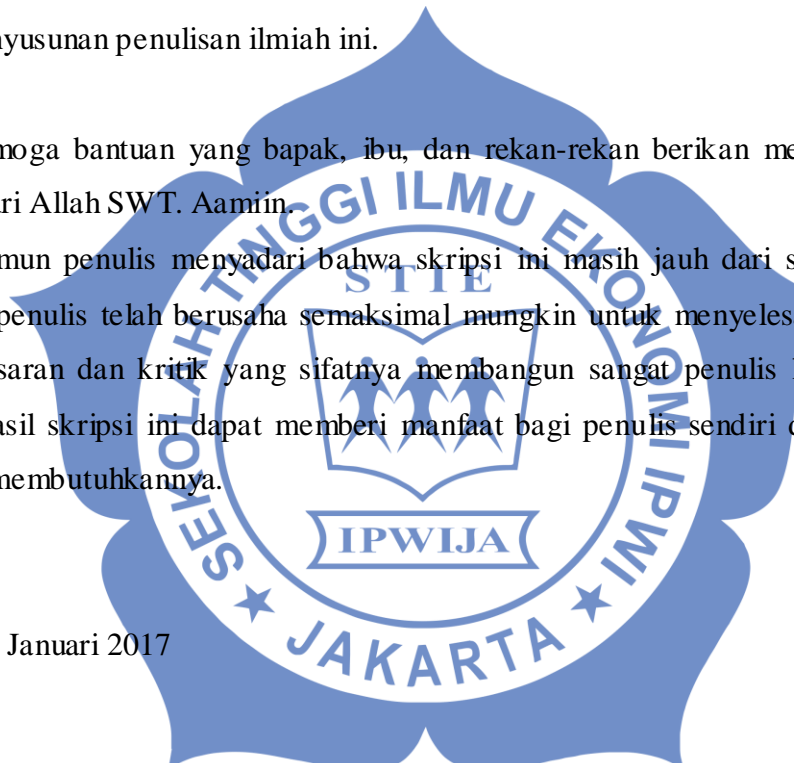 nyusunan penulisan ilmiah ini.
moga bantuan yang bapak, ibu, dan rekan-rekan berikan me
ri Allah SWT. Aamiin.
mun penulis menyadari bahwa skripsi ini masih jauh dari s
penulis telah berusaha semaksimal mungkin untuk menyeles
saran dan kritik yang sifatnya membangun sangat penulis
asil skripsi ini dapat memberi manfaat bagi penulis sendiri d
membutuhkannya.
Januari 2017
SEKOLAH TINGGI ILMU EKONOMI IPWI
STIE
IPWIJA
★ JAKARTA ★